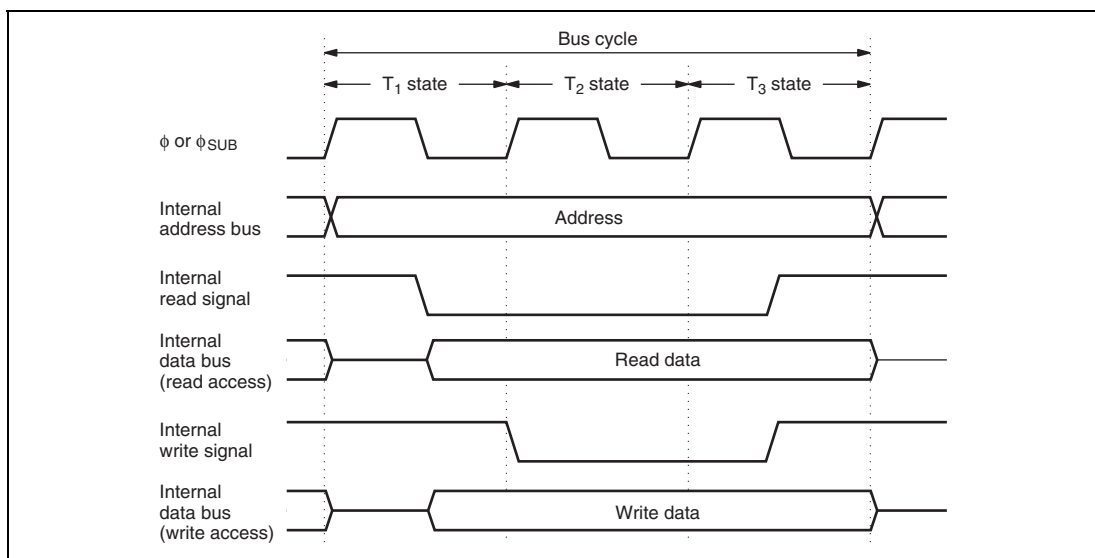 Bus cycle
T₁ state
T₂ state
T₃ state
φ or φSUB
Internal
address bus
Address
Internal
read signal
Internal
data bus
(read access)
Read data
Internal
write signal
Internal
data bus
(write access)
Write data